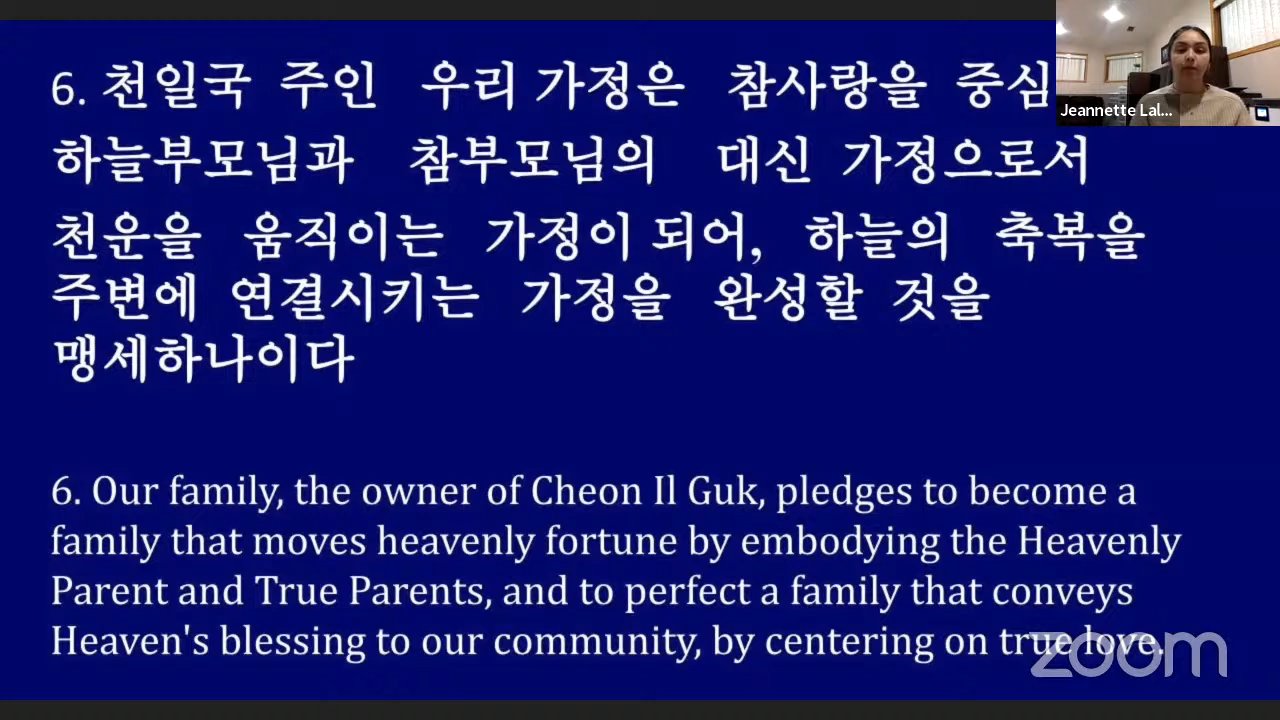 6. 천일국 주인 우리 가정은 참사랑을 중심
하늘부모님과 참부모님의 대신 가정으로서
천운을 움직이는 가정이 되어, 하늘의 축복을
주변에 연결시키는 가정을 완성할 것을
맹세하나이다
6. Our family, the owner of Cheon Il Guk, pledges to become a
family that moves heavenly fortune by embodying the Heavenly
Parent and True Parents, and to perfect a family that conveys
Heaven's blessing to our community, by centering on true love.
Jeannette Lal...
zoom